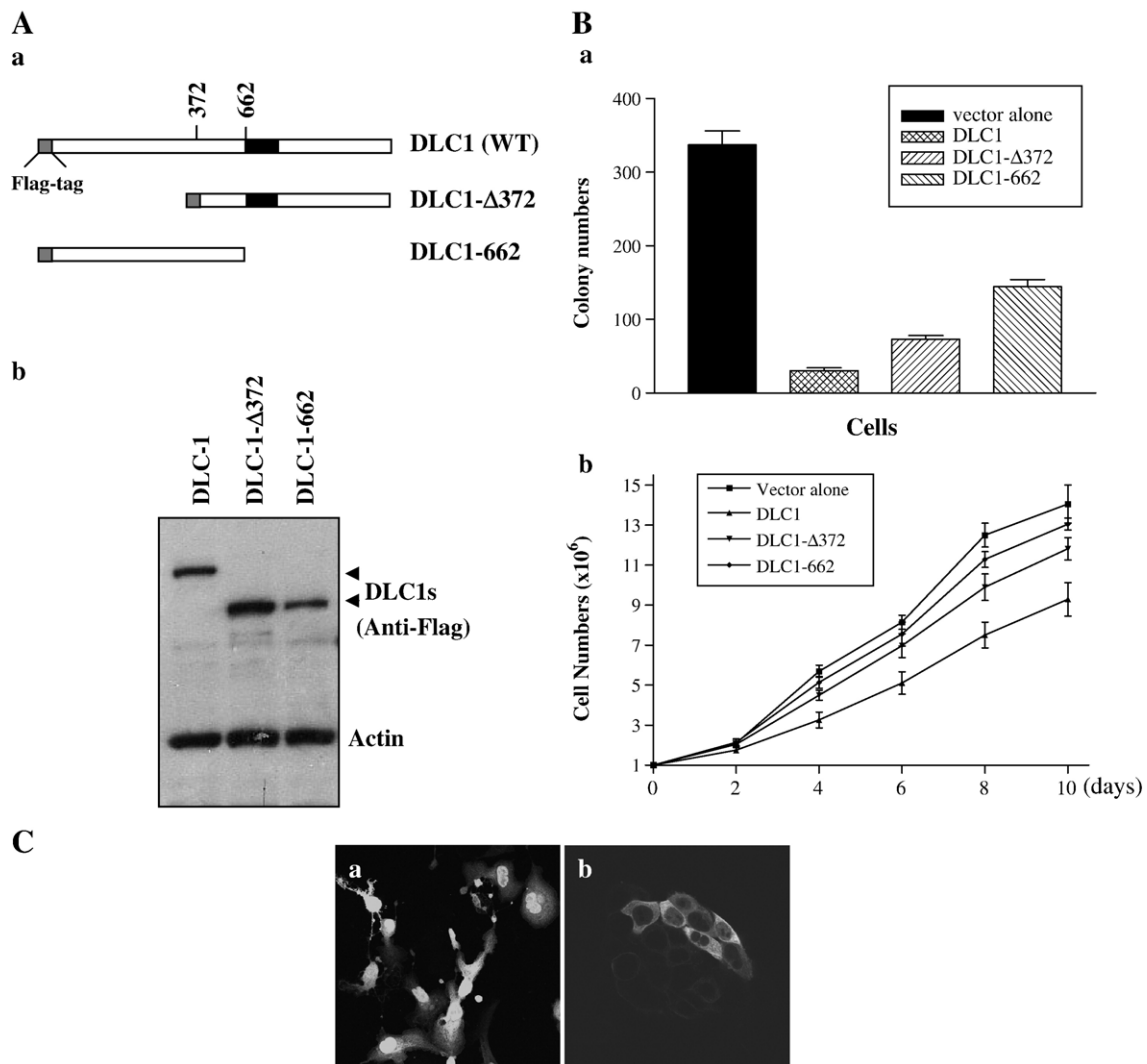 A
a
372
662
DLC1 (WT)
Flag-tag
DLC1-Δ372
DLC1-662
b
DLC-1
DLC-1-Δ372
DLC-1-662
DLC1s
(Anti-Flag)
Actin
B
a
400
300
200
100
0
Colony numbers
vector alone
DLC1
DLC1-Δ372
DLC1-662
Cells
b
15
13
11
9
7
5
3
1
Cell Numbers (x10⁶)
Vector alone
DLC1
DLC1-Δ372
DLC1-662
0 2 4 6 8 10 (days)
C
a
b